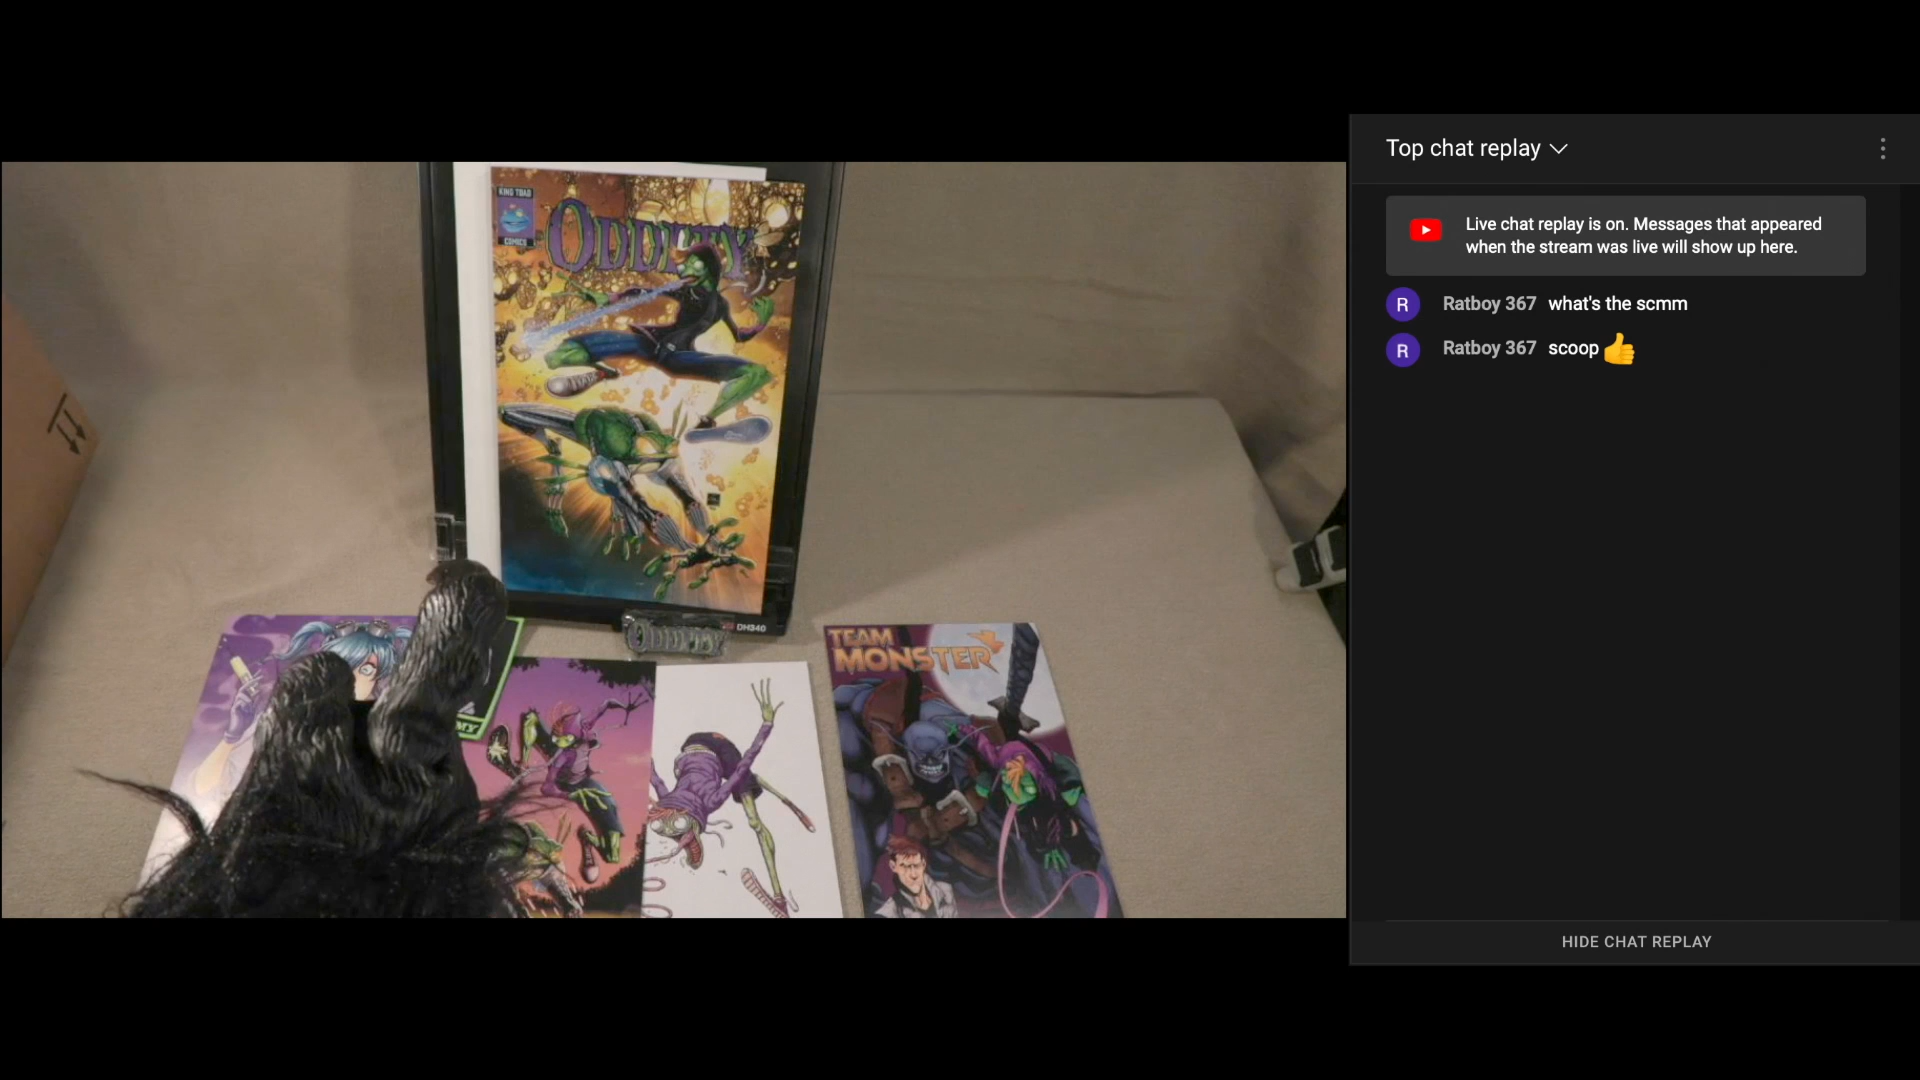 KING TOAD
COMICS
ODDITY
DH340
ODDITY
MY
TEAM
MONSTER
Top chat replay
Live chat replay is on. Messages that appeared
when the stream was live will show up here.
R Ratboy 367 what's the scmm
R Ratboy 367 scoop 👍
HIDE CHAT REPLAY